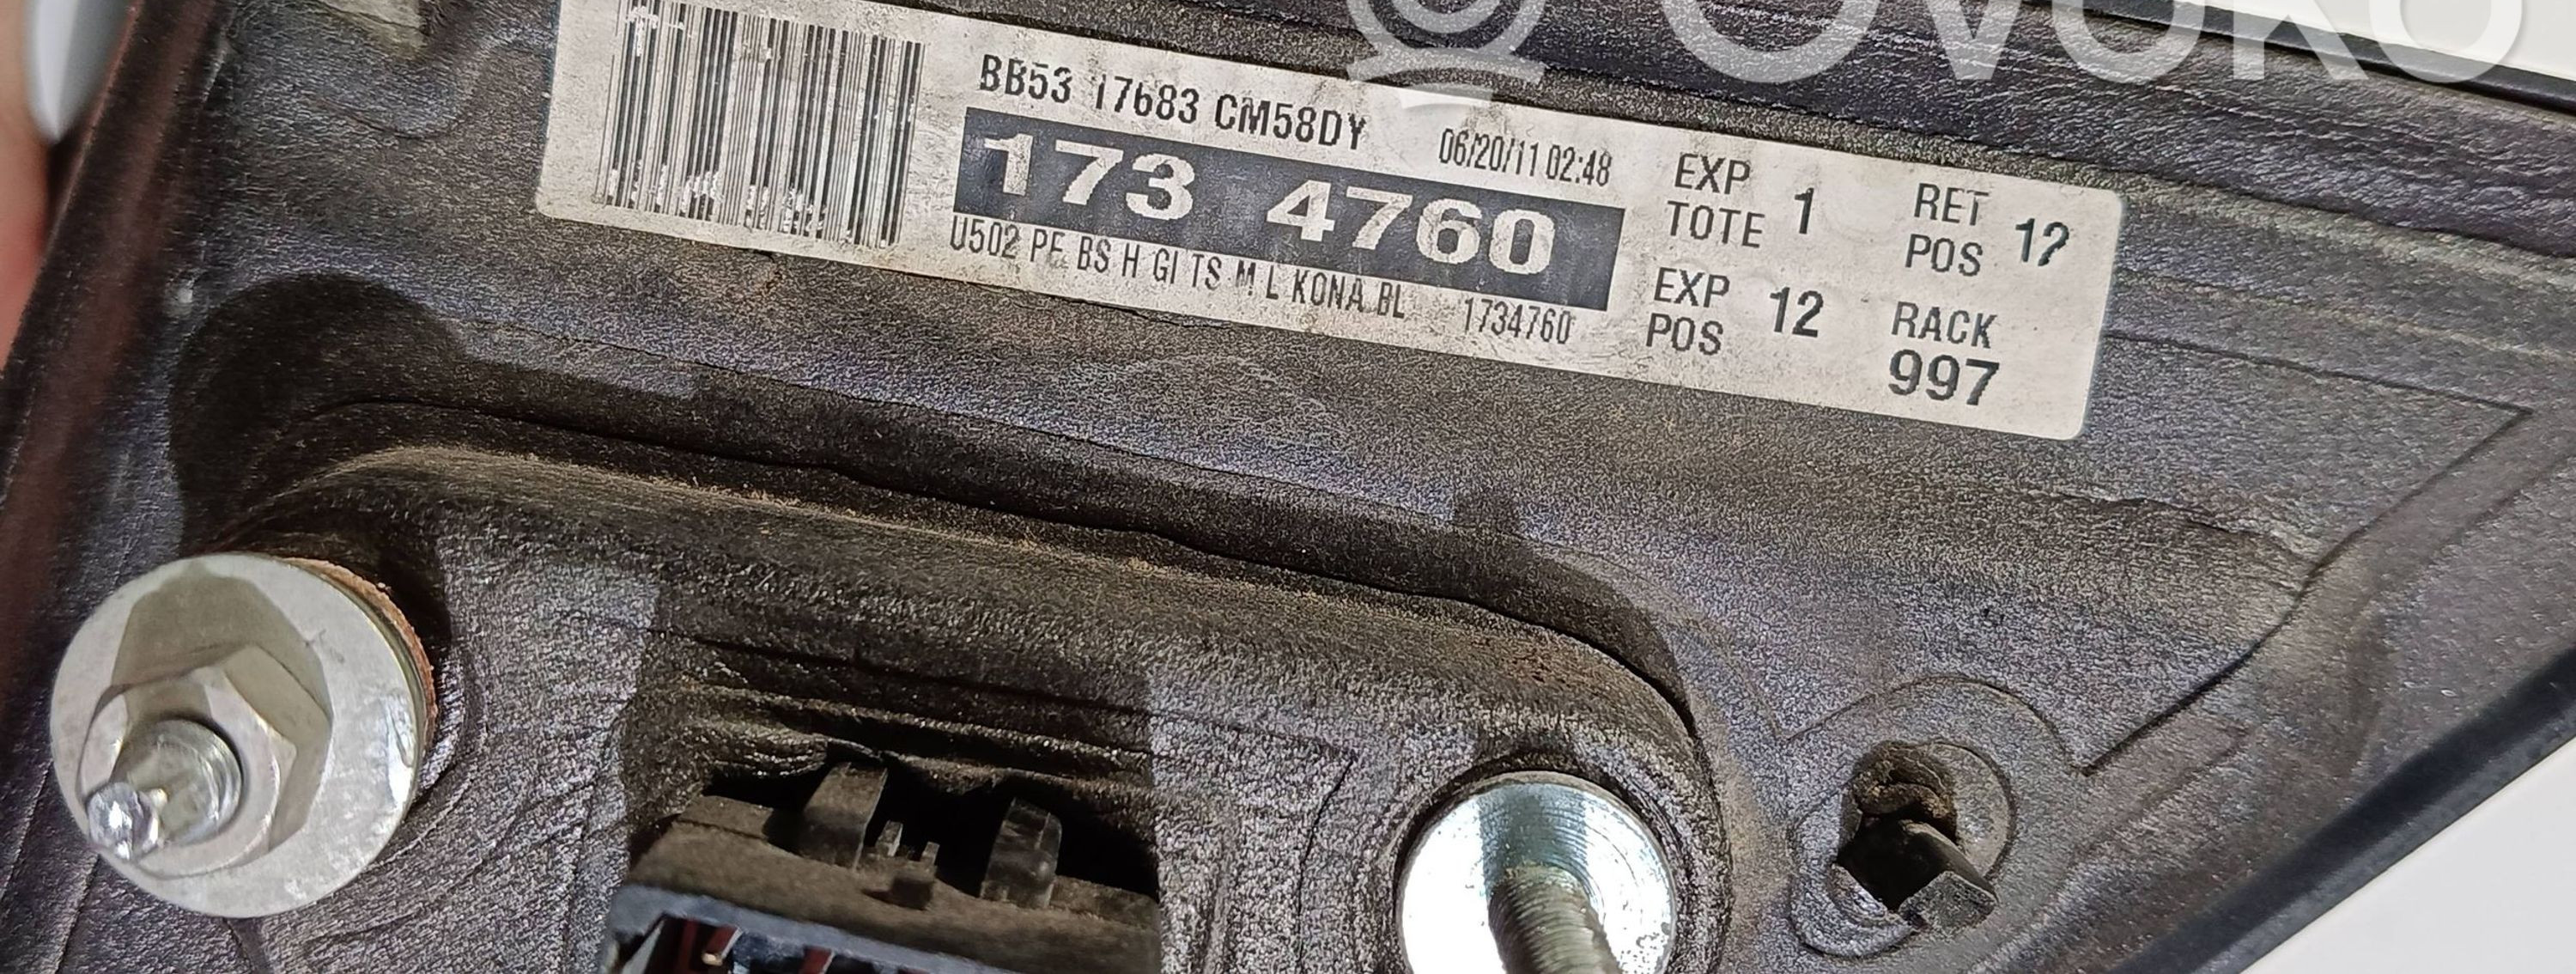 OVOKO
BB53 17683 CM58DY 06/20/11 02:48
173 4760
U502 PE BS H GI TS M L KONA BL 1734760
EXP TOTE 1
EXP POS 12
RET POS 12
RACK 997